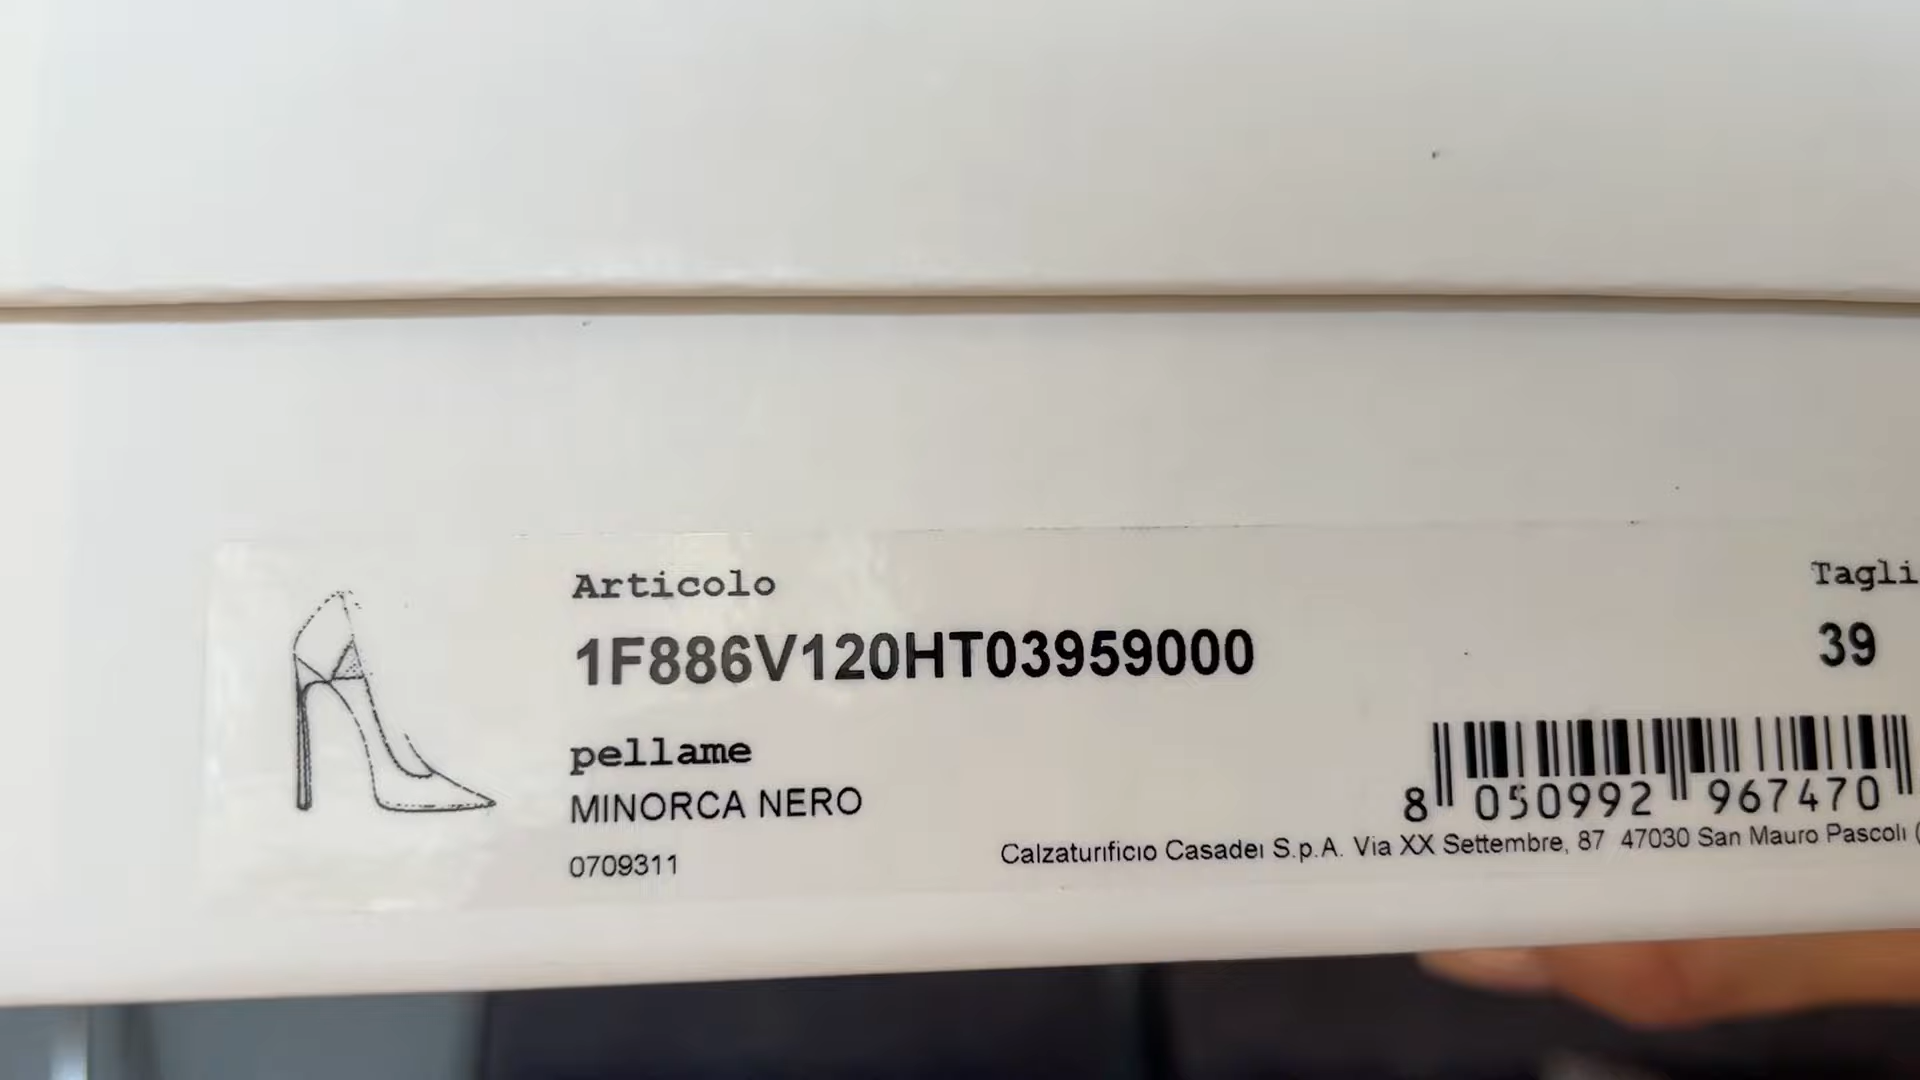 Articolo
1F886V120HT03959000
Tagli
39
pellame
MINORCA NERO
0709311
8 050992 967470
Calzaturificio Casadei S.p.A. Via XX Settembre, 87 47030 San Mauro Pascoli (